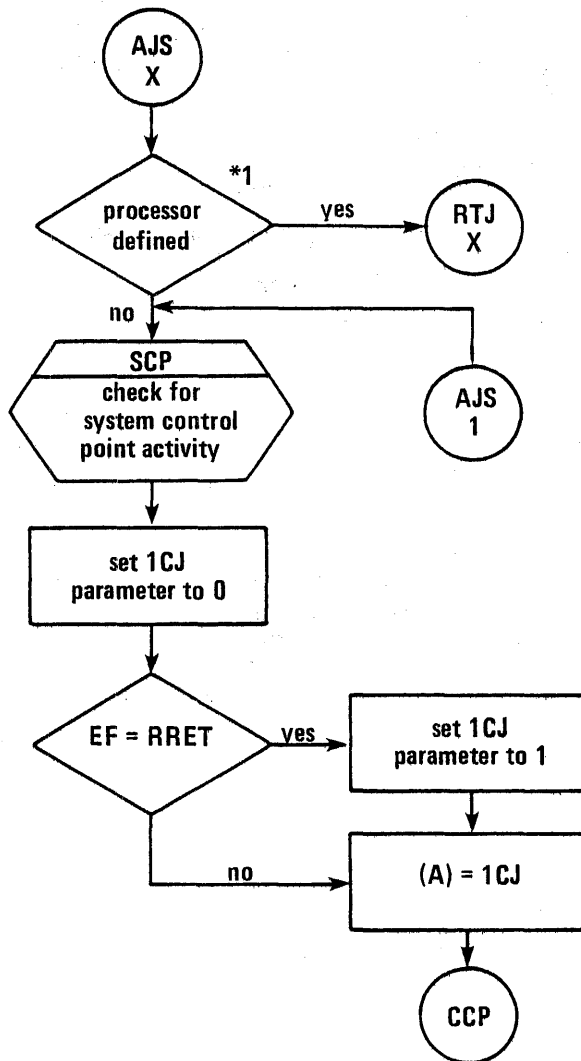 AJS
X
*1
processor
defined
yes
RTJ
X
no
SCP
check for
system control
point activity
AJS
1
set 1CJ
parameter to 0
EF = RRET
yes
set 1CJ
parameter to 1
no
(A) = 1CJ
CCP